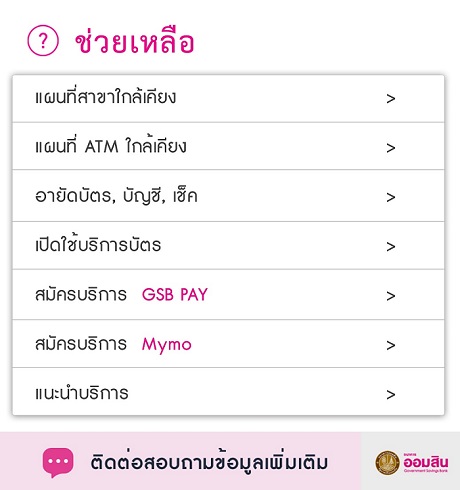 ? ช่วยเหลือ
แผนที่สาขาใกล้เคียง >
แผนที่ ATM ใกล้เคียง >
อายัดบัตร, บัญชี, เช็ค >
เปิดใช้บริการบัตร >
สมัครบริการ GSB PAY >
สมัครบริการ Mymo >
แนะนำบริการ >
ติดต่อสอบถามข้อมูลเพิ่มเติม
ธนาคาร
ออมสิน
Government Savings Bank